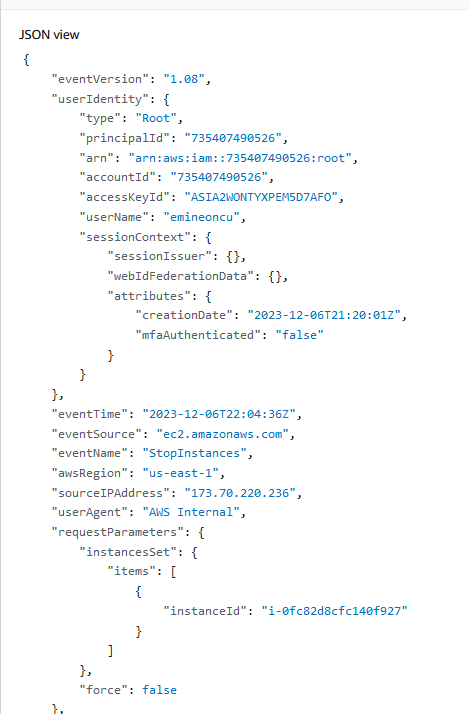 JSON view
{
    "eventVersion": "1.08",
    "userIdentity": {
        "type": "Root",
        "principalId": "735407490526",
        "arn": "arn:aws:iam::735407490526:root",
        "accountId": "735407490526",
        "accessKeyId": "ASIA2WONTYXPEM5D7AFO",
        "userName": "emineoncu",
        "sessionContext": {
            "sessionIssuer": {},
            "webIdFederationData": {},
            "attributes": {
                "creationDate": "2023-12-06T21:20:01Z",
                "mfaAuthenticated": "false"
            }
        }
    },
    "eventTime": "2023-12-06T22:04:36Z",
    "eventSource": "ec2.amazonaws.com",
    "eventName": "StopInstances",
    "awsRegion": "us-east-1",
    "sourceIPAddress": "173.70.220.236",
    "userAgent": "AWS Internal",
    "requestParameters": {
        "instancesSet": {
            "items": [
                {
                    "instanceId": "i-0fc82d8cfc140f927"
                }
            ]
        },
        "force": false
    },